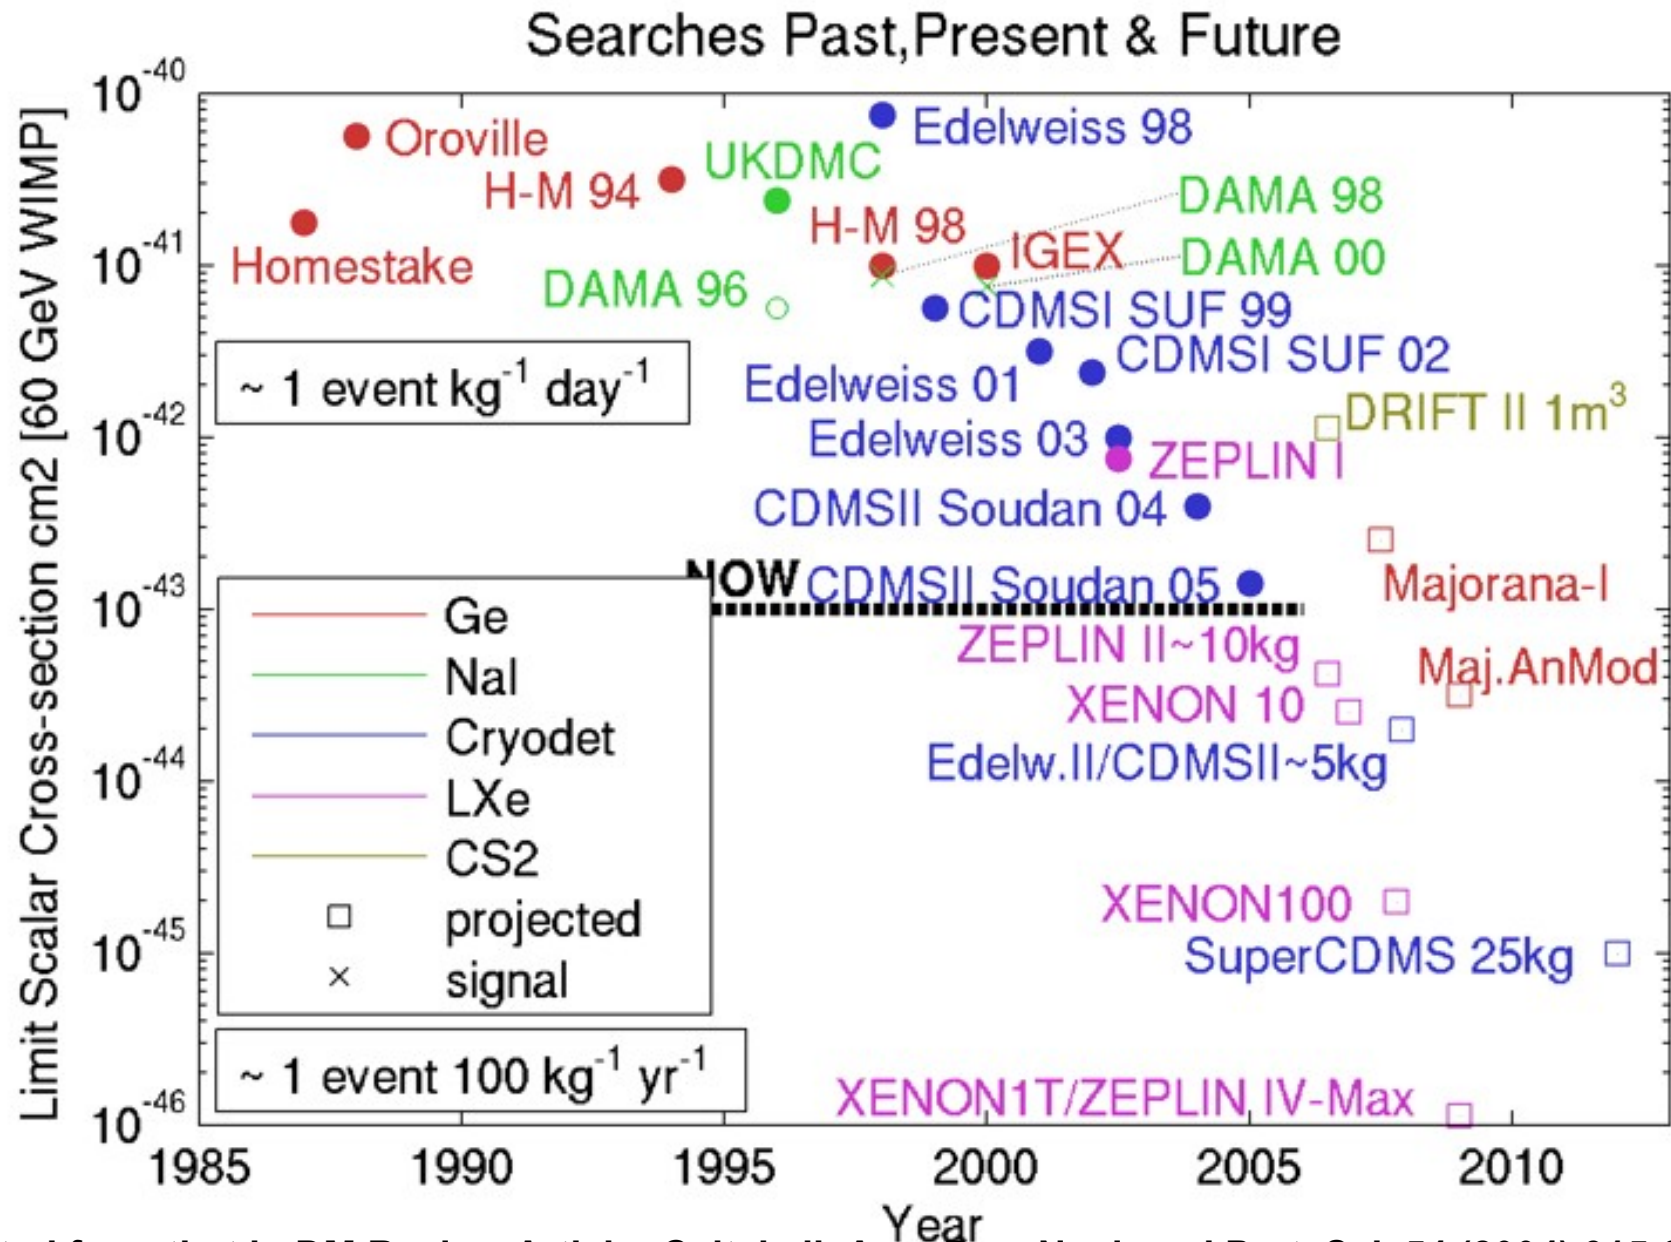 Searches Past,Present & Future
Limit Scalar Cross-section cm2 [60 GeV WIMP]
10^-40
10^-41
10^-42
10^-43
10^-44
10^-45
10^-46
Edelweiss 98
Oroville
UKDMC
H-M 94
DAMA 98
H-M 98
IGEX
DAMA 00
Homestake
DAMA 96
CDMSI SUF 99
CDMSI SUF 02
~ 1 event kg^-1 day^-1
Edelweiss 01
DRIFT II 1m^3
Edelweiss 03
ZEPLIN I
CDMSII Soudan 04
NOW
CDMSII Soudan 05
Majorana-I
ZEPLIN II~10kg
Maj.AnMod
XENON 10
Edelw.II/CDMSII~5kg
Ge
NaI
Cryodet
LXe
CS2
projected
signal
XENON100
SuperCDMS 25kg
~ 1 event 100 kg^-1 yr^-1
XENON1T/ZEPLIN IV-Max
1985 1990 1995 2000 2005 2010
Year